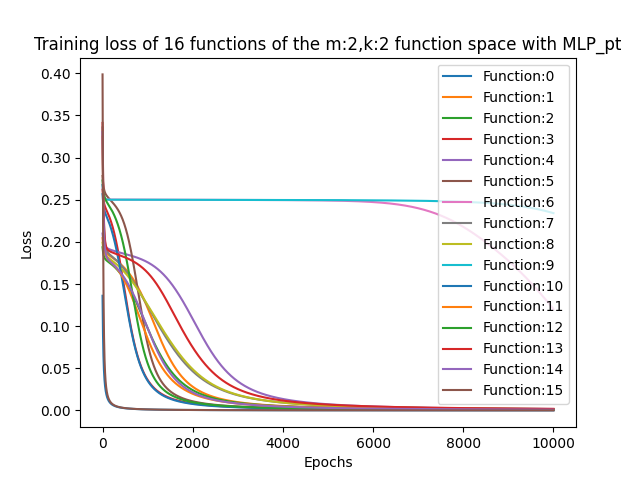 Training loss of 16 functions of the m:2,k:2 function space with MLP_pt
0.40
0.35
0.30
0.25
0.20
0.15
0.10
0.05
0.00
Loss
0 2000 4000 6000 8000 10000
Epochs
Function:0
Function:1
Function:2
Function:3
Function:4
Function:5
Function:6
Function:7
Function:8
Function:9
Function:10
Function:11
Function:12
Function:13
Function:14
Function:15